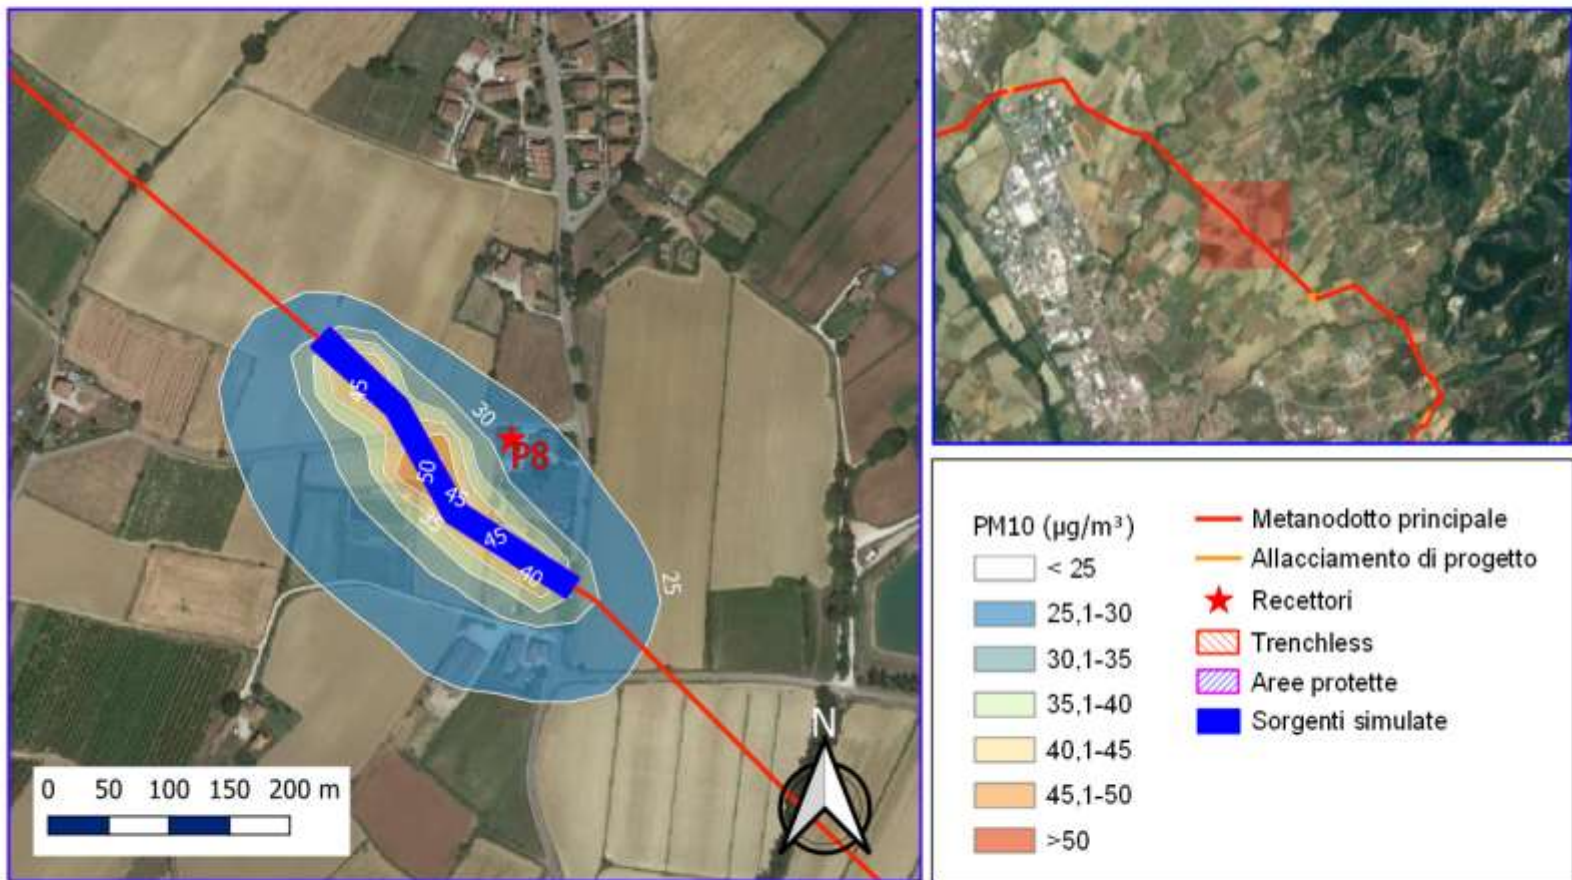 30
P8
45
50
45
35
45
40
25
N
0 50 100 150 200 m
PM10 (µg/m³)
< 25
25,1-30
30,1-35
35,1-40
40,1-45
45,1-50
>50
Metanodotto principale
Allacciamento di progetto
Recettori
Trenchless
Aree protette
Sorgenti simulate